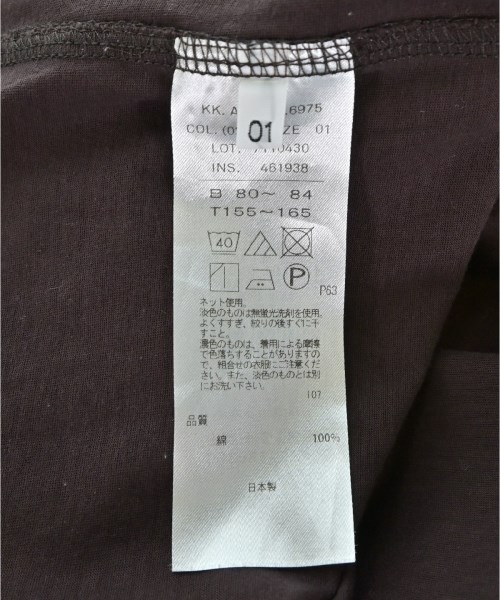 KK. A 6975
COL. (0 ZE 01
01
LOT. 0430
INS. 461938
B 80～ 84
T155～165
40
P
P63
ネット使用。
淡色のものは無蛍光洗剤を使用。
よくすすぎ、絞りの後すぐに干
すこと。
濃色のものは、着用による摩擦
で色落ちすることがありますの
で、組合せの衣服にご注意くだ
さい。また、淡色のものとは別
にお洗い下さい。
107
品質
綿 100%
日本製